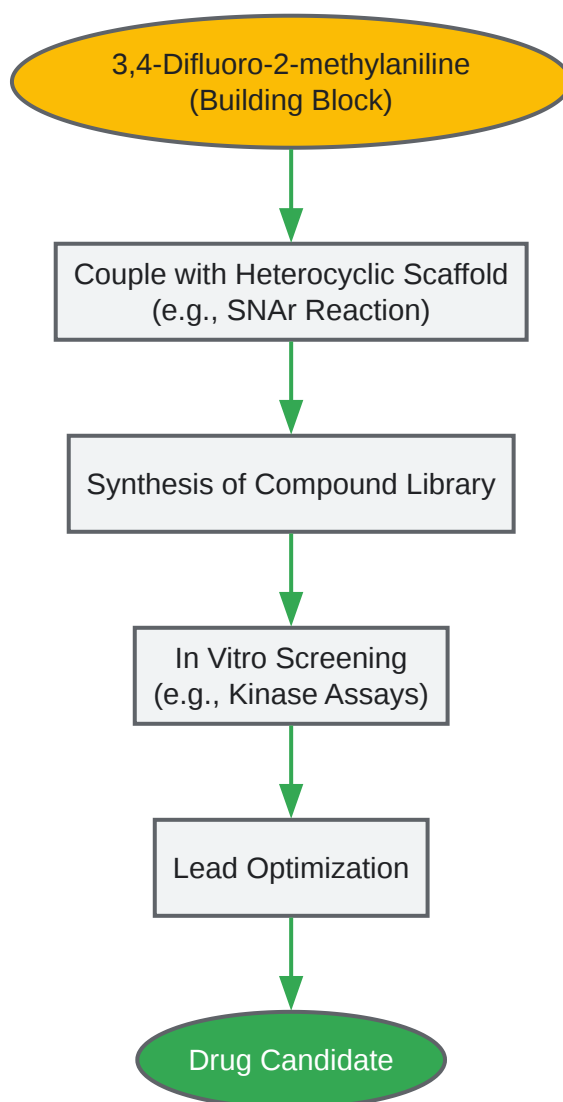 3,4-Difluoro-2-methylaniline
(Building Block)
Couple with Heterocyclic Scaffold
(e.g., SNAr Reaction)
Synthesis of Compound Library
In Vitro Screening
(e.g., Kinase Assays)
Lead Optimization
Drug Candidate